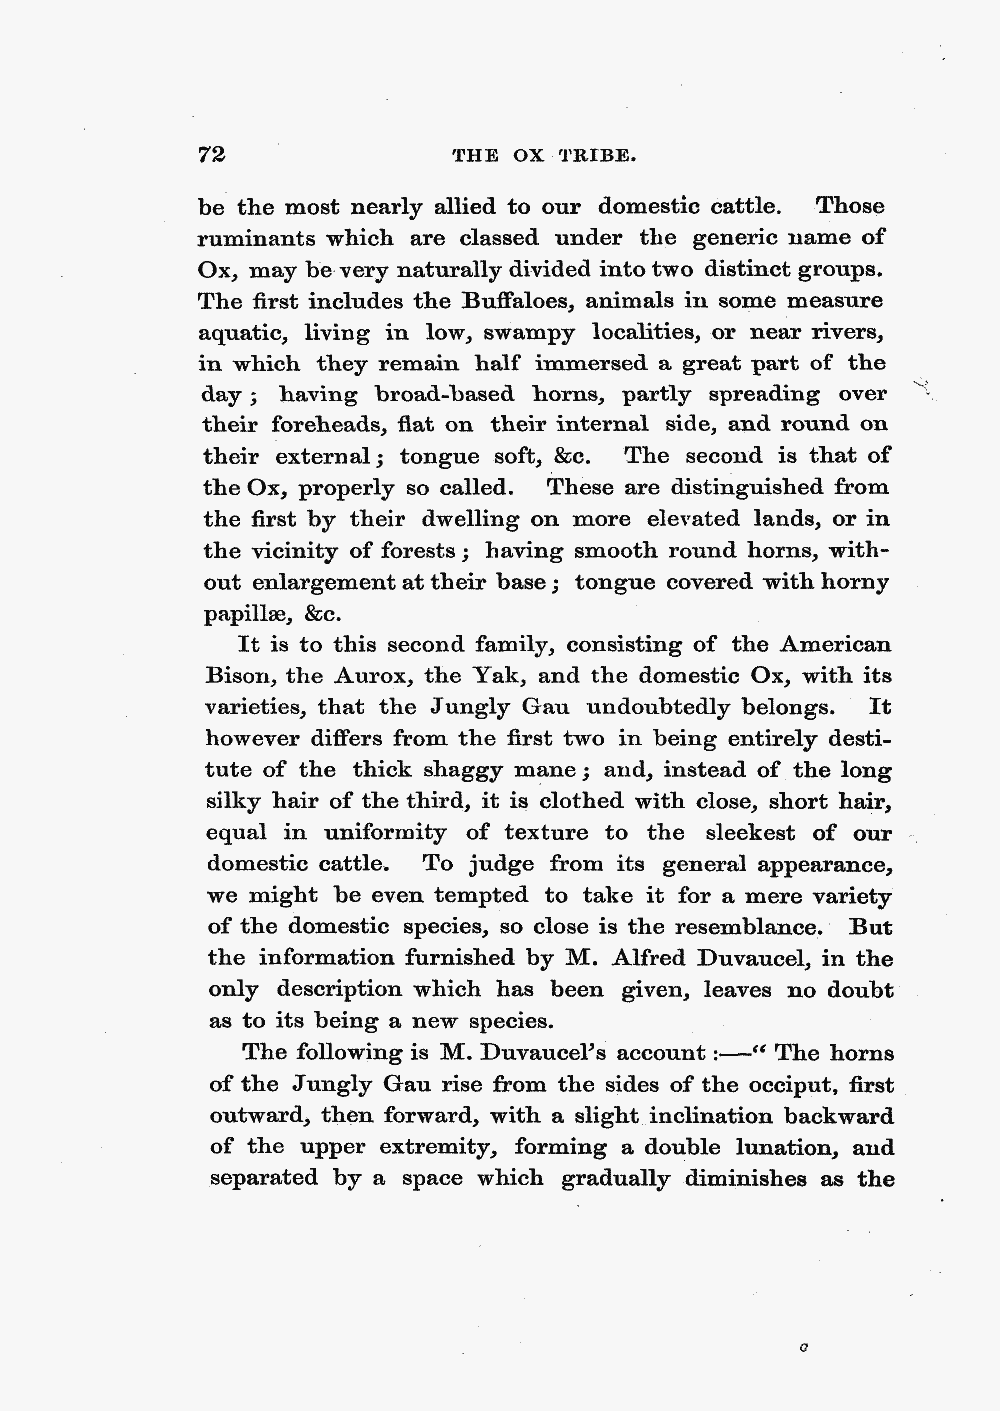 72 THE OX TRIBE.
be the most nearly allied to our domestic cattle. Those
ruminants which are classed under the generic name of
Ox, may be very naturally divided into two distinct groups.
The first includes the Buffaloes, animals in some measure
aquatic, living in low, swampy localities, or near rivers,
in which they remain half immersed a great part of the
day ; having broad-based horns, partly spreading over
their foreheads, flat on their internal side, and round on
their external ; tongue soft, &c. The second is that of
the Ox, properly so called. These are distinguished from
the first by their dwelling on more elevated lands, or in
the vicinity of forests ; having smooth round horns, with-
out enlargement at their base ; tongue covered with horny
papillæ, &c.
It is to this second family, consisting of the American
Bison, the Aurox, the Yak, and the domestic Ox, with its
varieties, that the Jungly Gau undoubtedly belongs. It
however differs from the first two in being entirely desti-
tute of the thick shaggy mane ; and, instead of the long
silky hair of the third, it is clothed with close, short hair,
equal in uniformity of texture to the sleekest of our
domestic cattle. To judge from its general appearance,
we might be even tempted to take it for a mere variety
of the domestic species, so close is the resemblance. But
the information furnished by M. Alfred Duvaucel, in the
only description which has been given, leaves no doubt
as to its being a new species.
The following is M. Duvaucel's account :—“ The horns
of the Jungly Gau rise from the sides of the occiput, first
outward, then forward, with a slight inclination backward
of the upper extremity, forming a double lunation, and
separated by a space which gradually diminishes as the